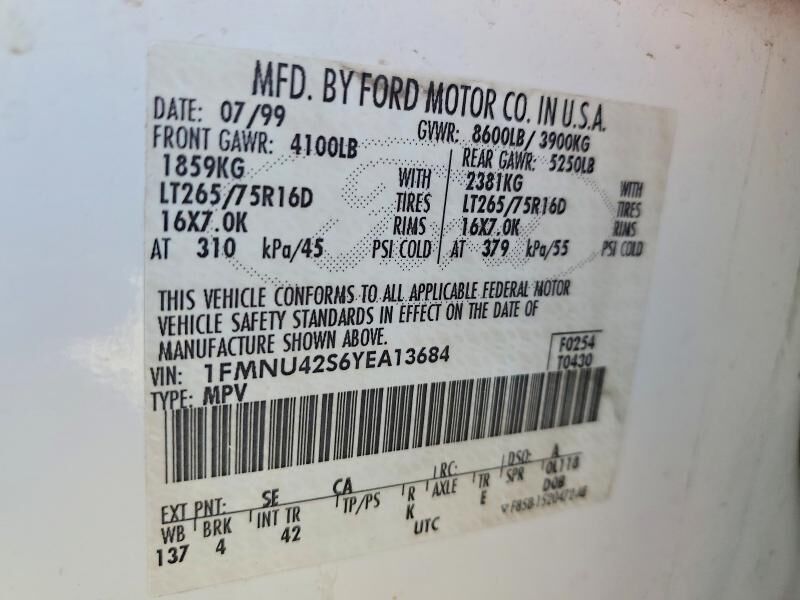 MFD. BY FORD MOTOR CO. IN U.S.A.
DATE: 07/99 GVWR: 8600LB/ 3900KG
FRONT GAWR: 4100LB REAR GAWR: 5250LB
1859KG WITH 2381KG WITH
LT265/75R16D TIRES LT265/75R16D TIRES
16X7.0K RIMS 16X7.0K RIMS
AT 310 kPa/45 PSI COLD AT 379 kPa/55 PSI COLD
THIS VEHICLE CONFORMS TO ALL APPLICABLE FEDERAL MOTOR
VEHICLE SAFETY STANDARDS IN EFFECT ON THE DATE OF
MANUFACTURE SHOWN ABOVE.
VIN: 1FMNU42S6YEA13684 F0254
TYPE: MPV T0430
EXT PNT: SE CA RC: DSO: A
WB BRK INT TR TP/PS R AXLE TR SPR OL118
137 4 42 K E D0B
UTC